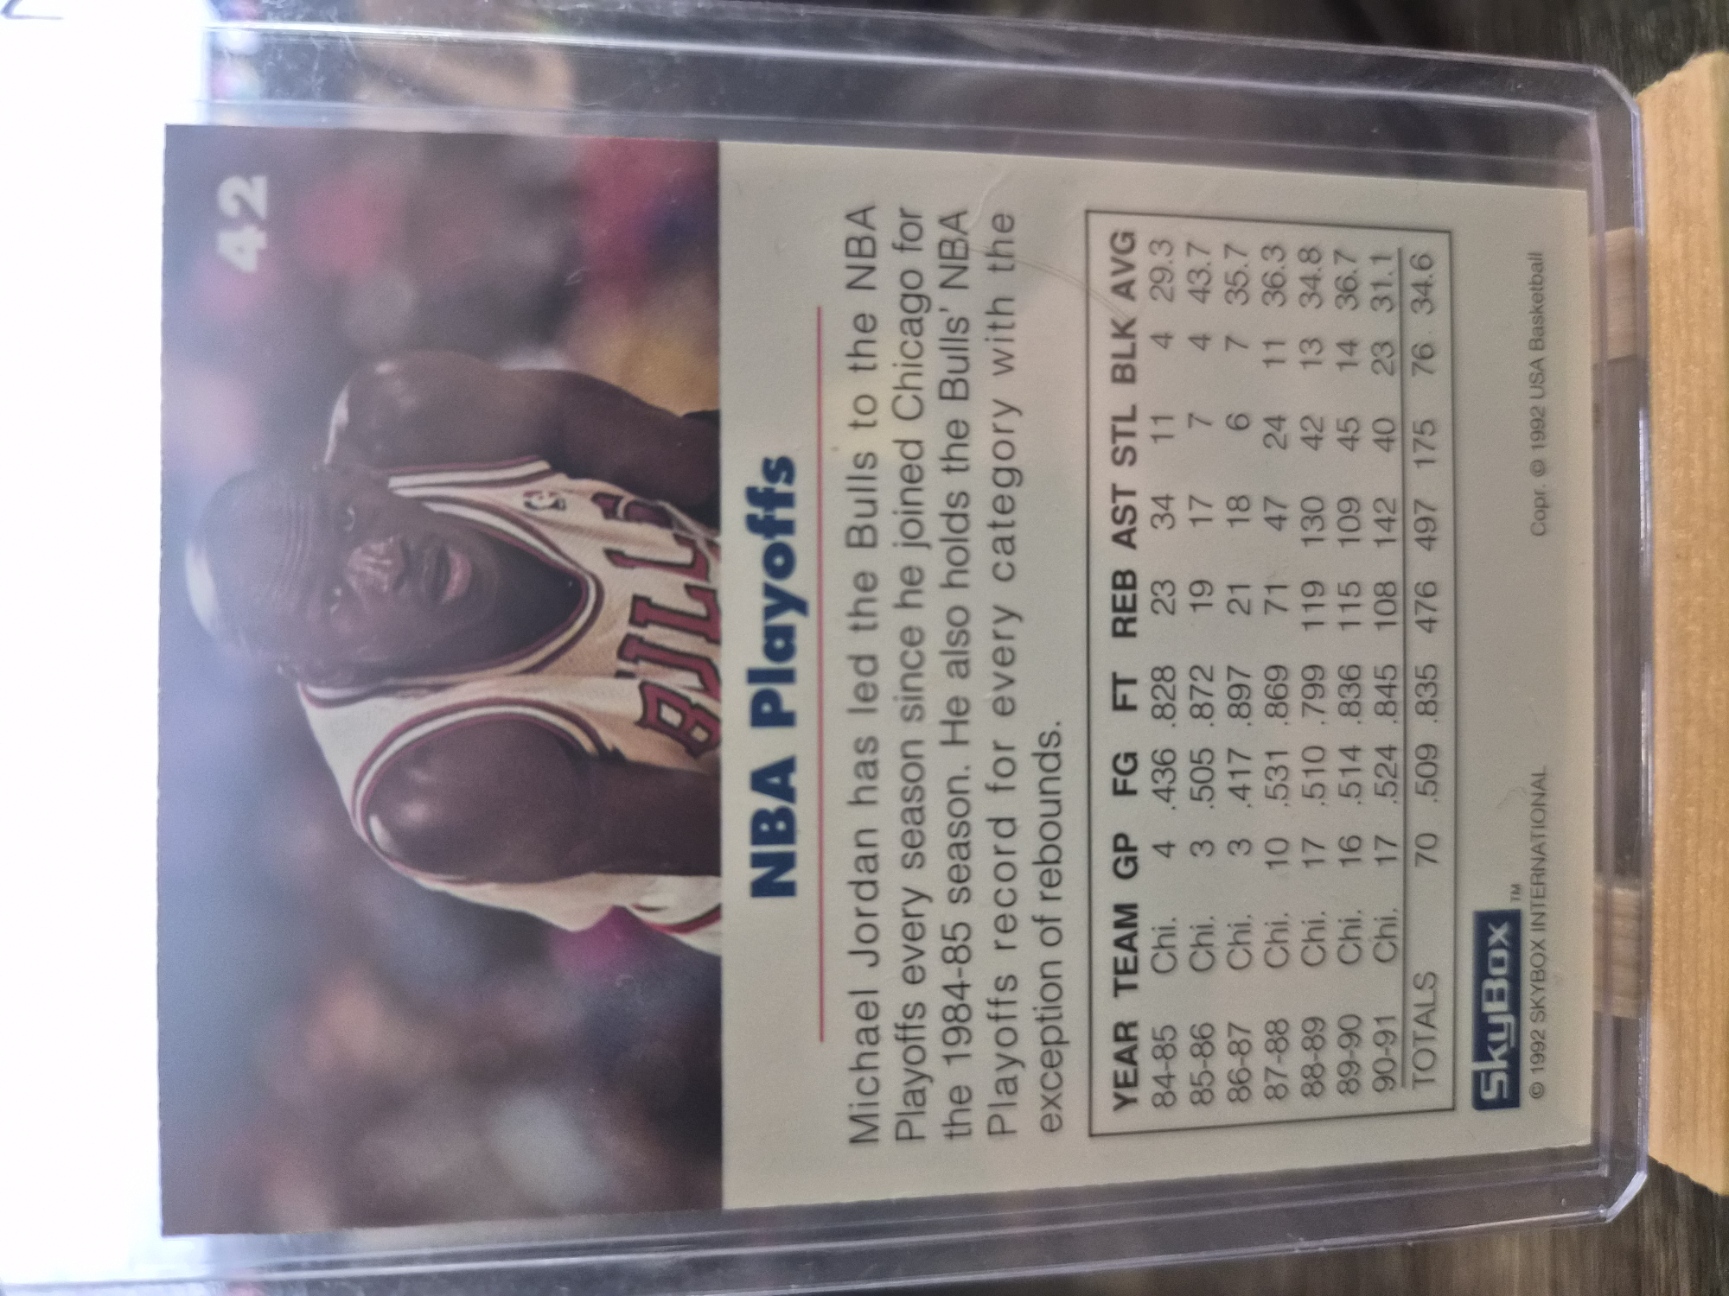 42
BULLS
NBA Playoffs
Michael Jordan has led the Bulls to the NBA
Playoffs every season since he joined Chicago for
the 1984-85 season. He also holds the Bulls' NBA
Playoffs record for every category with the
exception of rebounds.
YEAR TEAM GP FG FT REB AST STL BLK AVG
84-85 Chi. 4 .436 .828 23 34 11 4 29.3
85-86 Chi. 3 .505 .872 19 17 7 4 43.7
86-87 Chi. 3 .417 .897 21 18 6 7 35.7
87-88 Chi. 10 .531 .869 71 47 24 11 36.3
88-89 Chi. 17 .510 .799 119 130 42 13 34.8
89-90 Chi. 16 .514 .836 115 109 45 14 36.7
90-91 Chi. 17 .524 .845 108 142 40 23 31.1
TOTALS 70 .509 .835 476 497 175 76 34.6
SkyBox TM
© 1992 SKYBOX INTERNATIONAL Copr. © 1992 USA Basketball